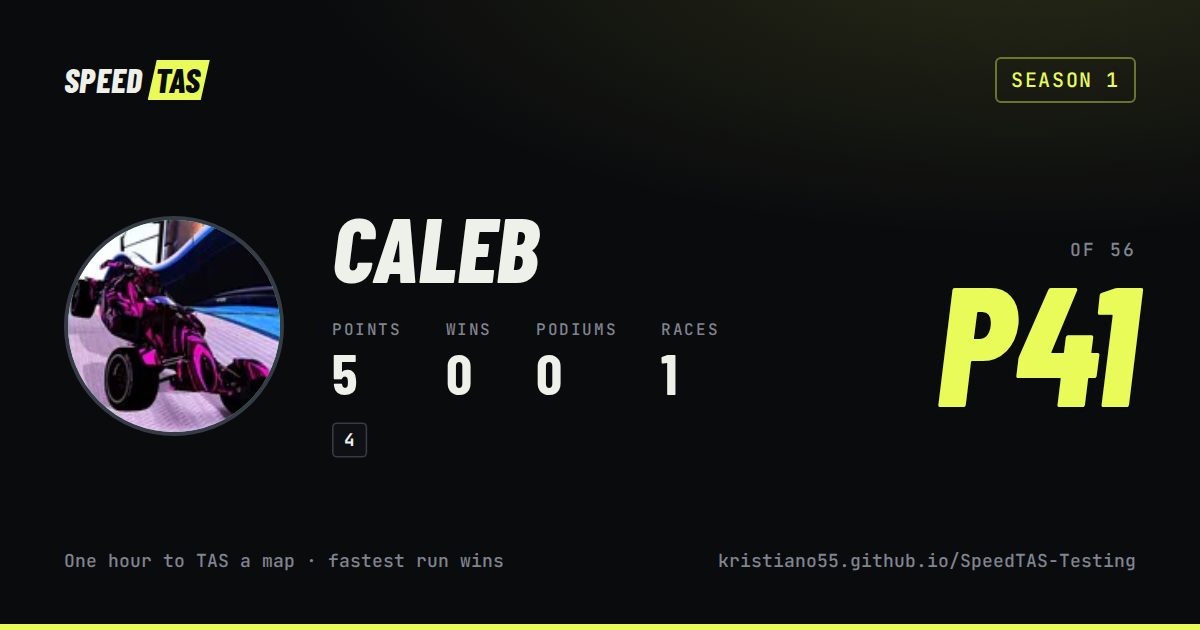 SPEED TAS
SEASON 1
CALEB
POINTS WINS PODIUMS RACES
5 0 0 1
4
OF 56
P41
One hour to TAS a map · fastest run wins
kristiano55.github.io/SpeedTAS-Testing